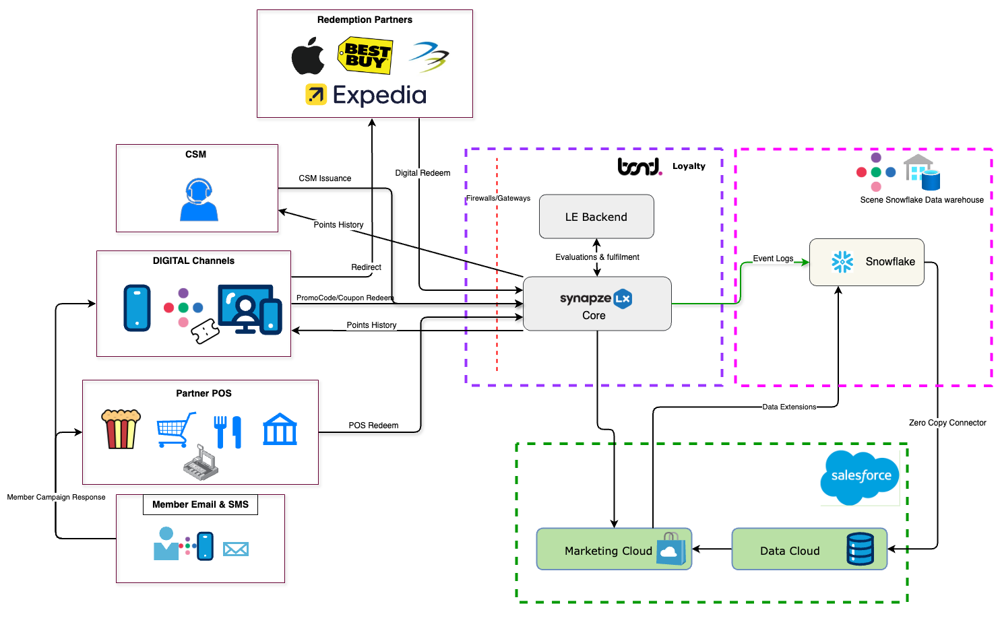 Redemption Partners
BEST
BUY
Expedia
CSM
CSM Issuance
Digital Redeem
Points History
bond.
Loyalty
Firewalls/Gateways
LE Backend
Scene Snowflake Data warehouse
DIGITAL Channels
Redirect
Evaluations & fulfilment
Event Logs
Snowflake
PromoCode/Coupon Redeem
synapze LX
Core
Points History
Partner POS
POS Redeem
Data Extensions
Zero Copy Connector
Member Campaign Response
Member Email & SMS
salesforce
Marketing Cloud
Data Cloud